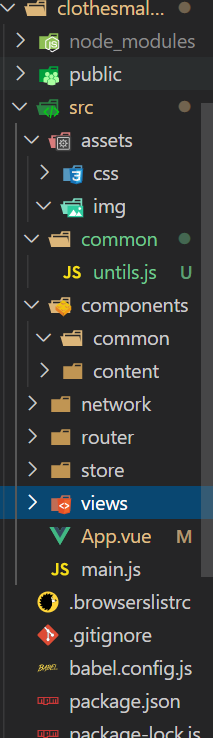 clothesmal...
node_modules
public
src
assets
css
img
common
JS untils.js U
components
common
content
network
router
store
views
App.vue M
JS main.js
.browserslistrc
.gitignore
BABEL babel.config.js
package.json
package-lock.js